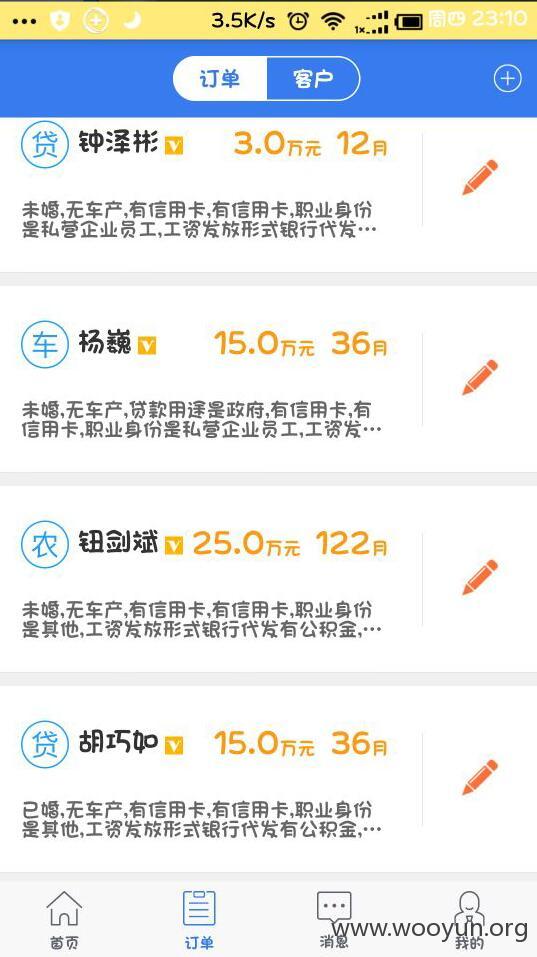 3.5K/s 1x 周四 23:10
订单 客户
贷 钟泽彬 V 3.0万元 12月
未婚,无车产,有信用卡,有信用卡,职业身份
是私营企业员工,工资发放形式银行代发…
车 杨巍 V 15.0万元 36月
未婚,无车产,贷款用途是政府,有信用卡,有
信用卡,职业身份是私营企业员工,工资发…
农 钮剑斌 V 25.0万元 122月
未婚,无车产,有信用卡,有信用卡,职业身份
是其他,工资发放形式银行代发有公积金,…
贷 胡巧如 V 15.0万元 36月
已婚,无车产,有信用卡,有信用卡,职业身份
是其他,工资发放形式银行代发有公积金,…
首页 订单 消息 我的
www.wooyun.org